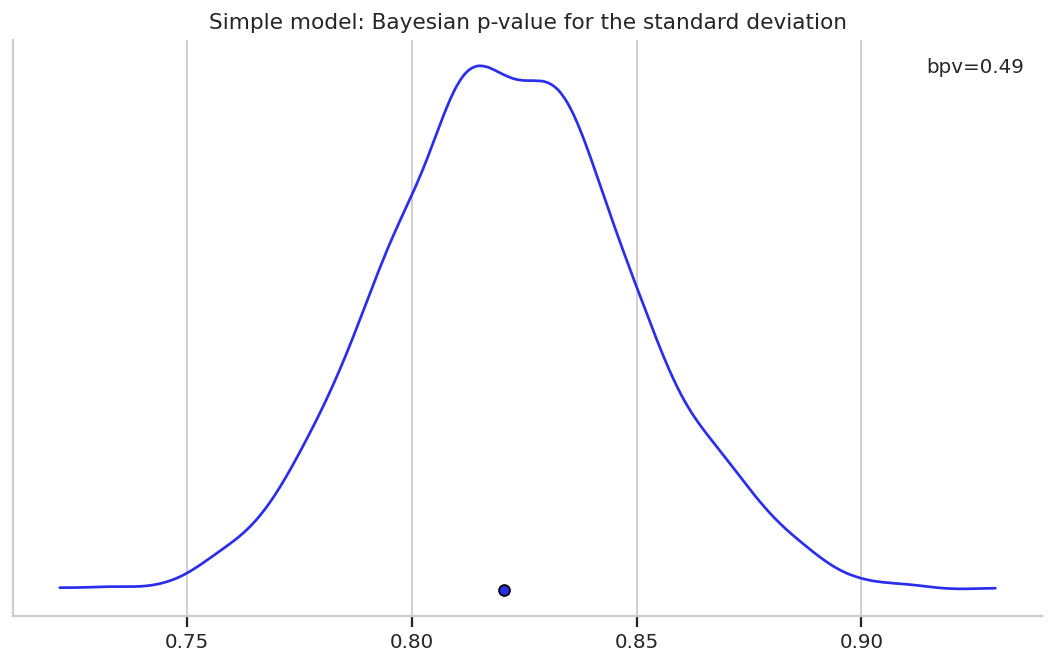 Simple model: Bayesian p-value for the standard deviation
bpv=0.49
0.75
0.80
0.85
0.90